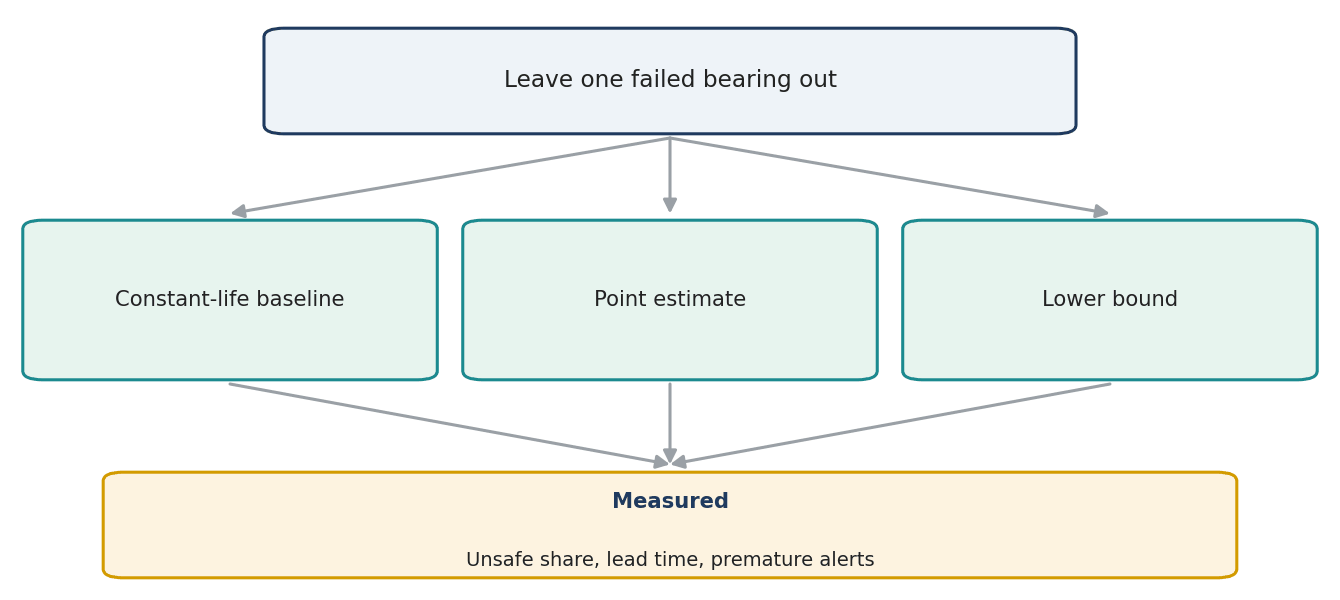 Leave one failed bearing out
Constant-life baseline
Point estimate
Lower bound
Measured
Unsafe share, lead time, premature alerts